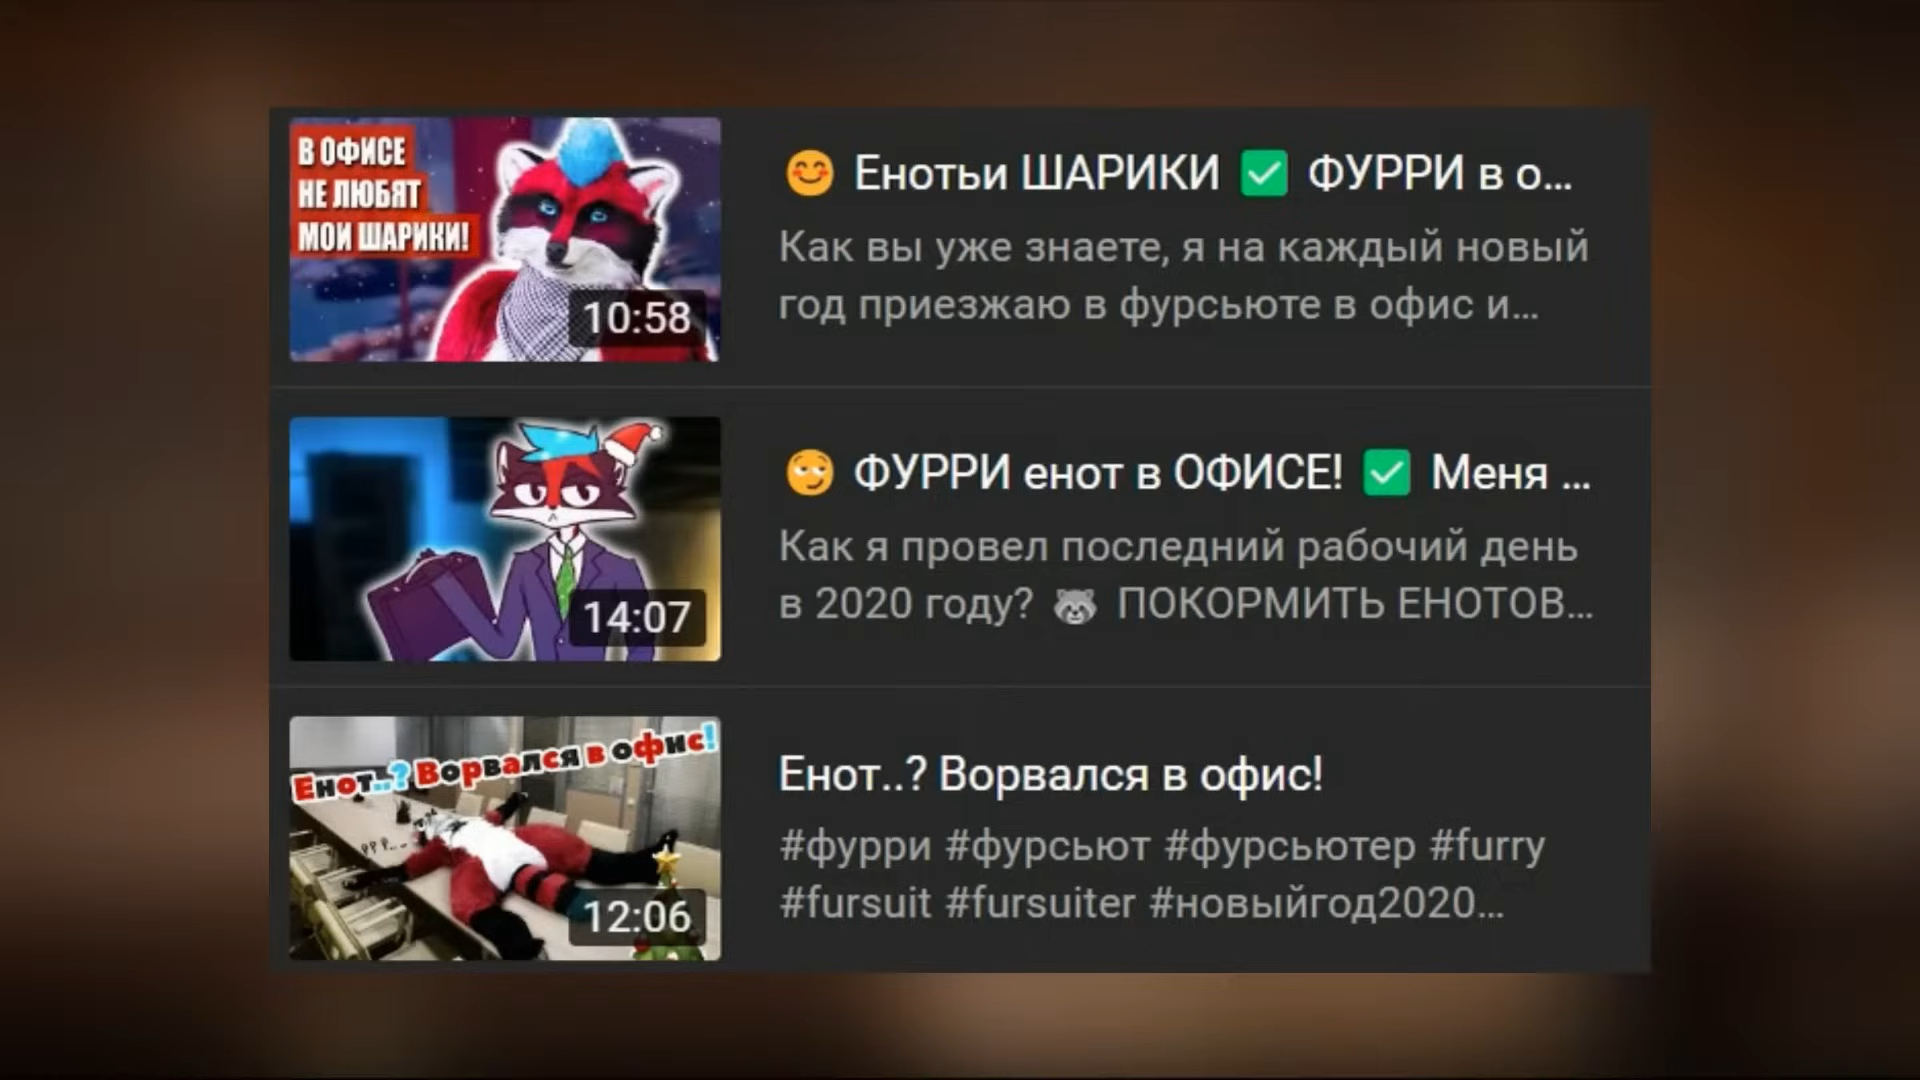 В ОФИСЕ
НЕ ЛЮБЯТ
МОИ ШАРИКИ!
10:58
😊 Енотьи ШАРИКИ ✅ ФУРРИ в о...
Как вы уже знаете, я на каждый новый
год приезжаю в фурсьюте в офис и...
14:07
😏 ФУРРИ енот в ОФИСЕ! ✅ Меня ...
Как я провел последний рабочий день
в 2020 году? 🦝 ПОКОРМИТЬ ЕНОТОВ...
Енот..? Ворвался в офис!
12:06
Енот..? Ворвался в офис!
#фурри #фурсьют #фурсьютер #furry
#fursuit #fursuiter #новыйгод2020...